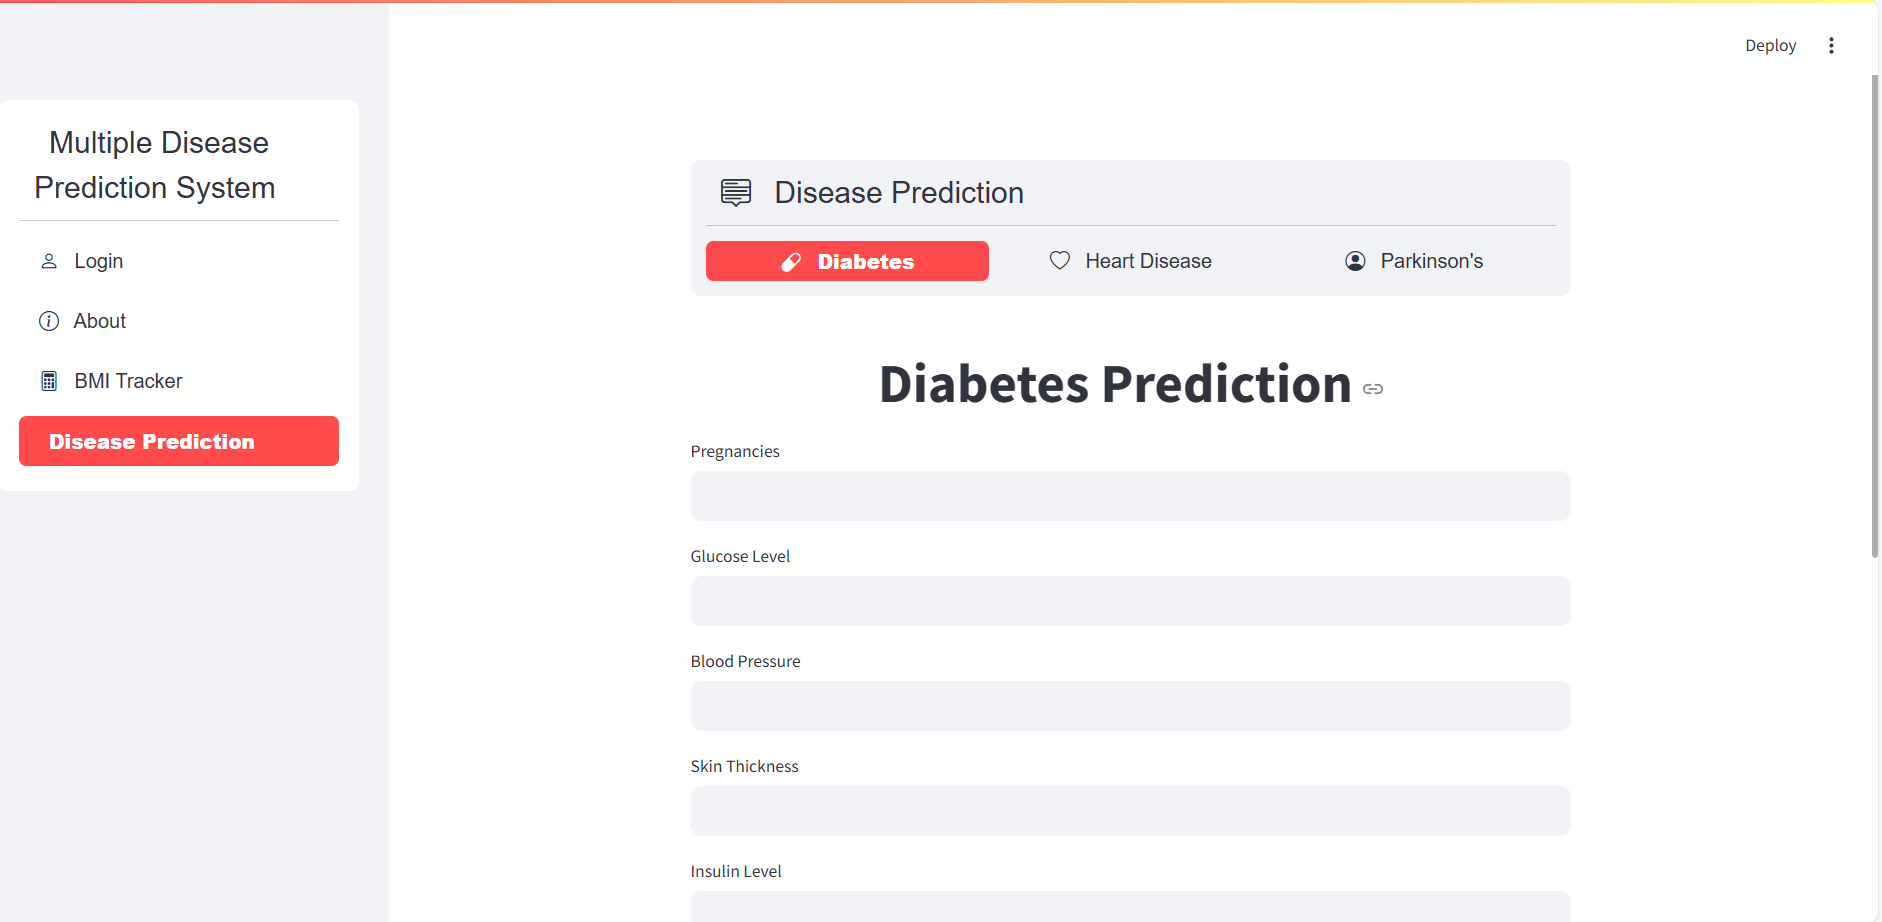 Deploy
Multiple Disease
Prediction System
Login
About
BMI Tracker
Disease Prediction
Disease Prediction
Diabetes
Heart Disease
Parkinson's
Diabetes Prediction
Pregnancies
Glucose Level
Blood Pressure
Skin Thickness
Insulin Level